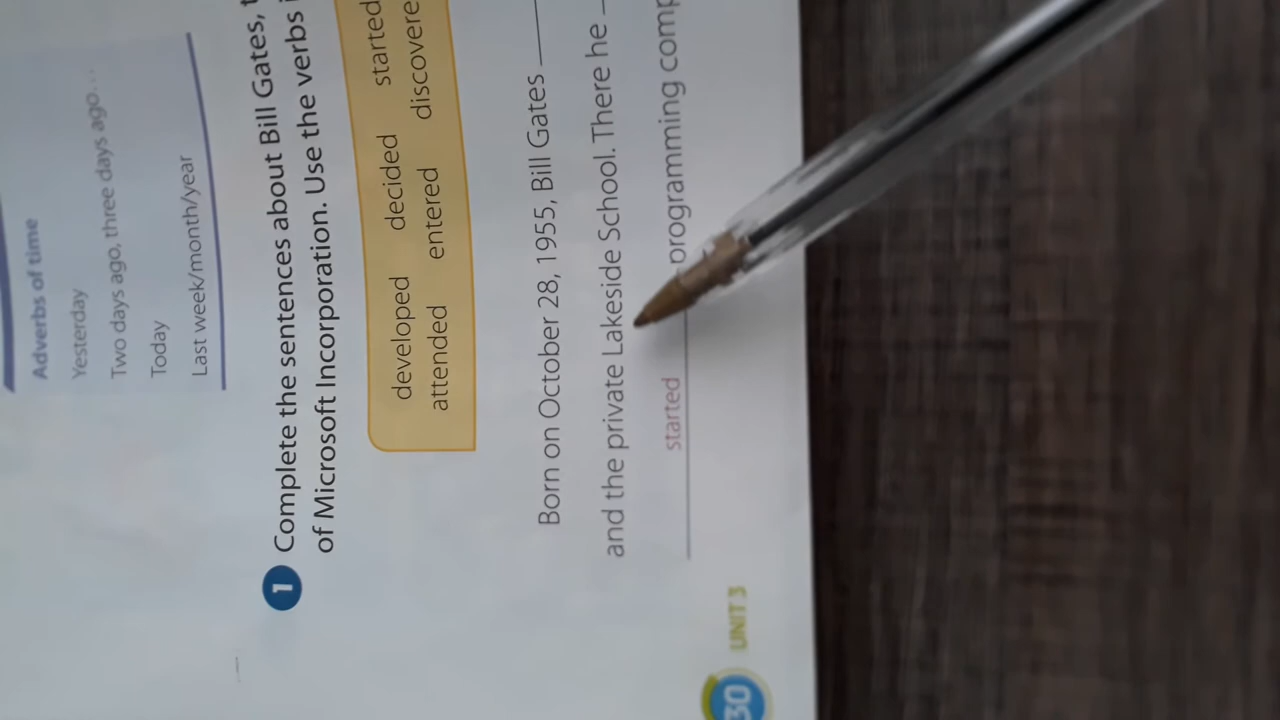 Adverbs of time
Yesterday
Two days ago, three days ago...
Today
Last week/month/year
1 Complete the sentences about Bill Gates,
of Microsoft Incorporation. Use the verbs
developed decided started
attended entered
Born on October 28, 1955, Bill Gates
and the private Lakeside School. There he
started programming
30 UNIT 3